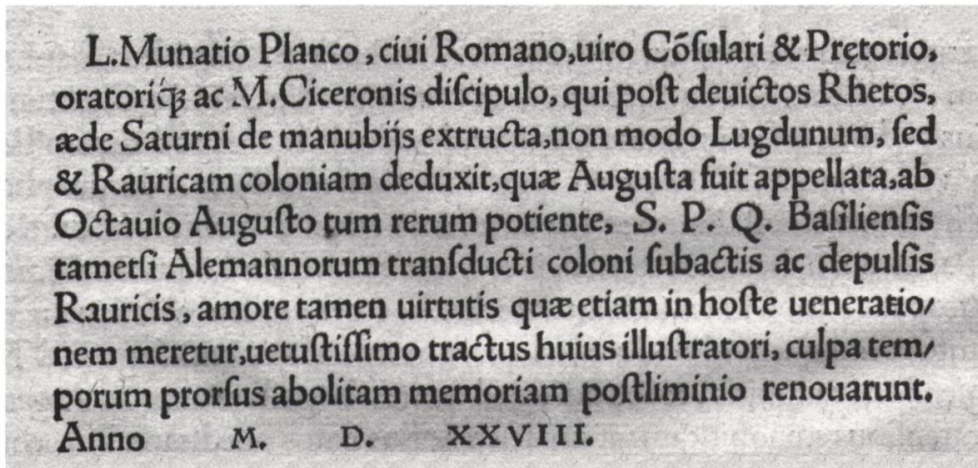 L.Munatio Planco, ciui Romano, uiro Cōſulari & Prętorio,
oratoriq́ꝫ ac M.Ciceronis diſcipulo, qui poſt deuictos Rhetos,
æde Saturni de manubijs extructa, non modo Lugdunum, ſed
& Rauricam coloniam deduxit, quæ Auguſta fuit appellata, ab
Octauio Auguſto tum rerum potiente, S. P. Q. Baſilienſis
tametſi Alemannorum tranſducti coloni ſubactis ac depulſis
Rauricis, amore tamen uirtutis quæ etiam in hoſte ueneratio/
nem meretur, uetuſtiſſimo tractus huius illuſtratori, culpa tem/
porum prorſus abolitam memoriam poſtliminio renouarunt.
Anno M. D. XXVIII.